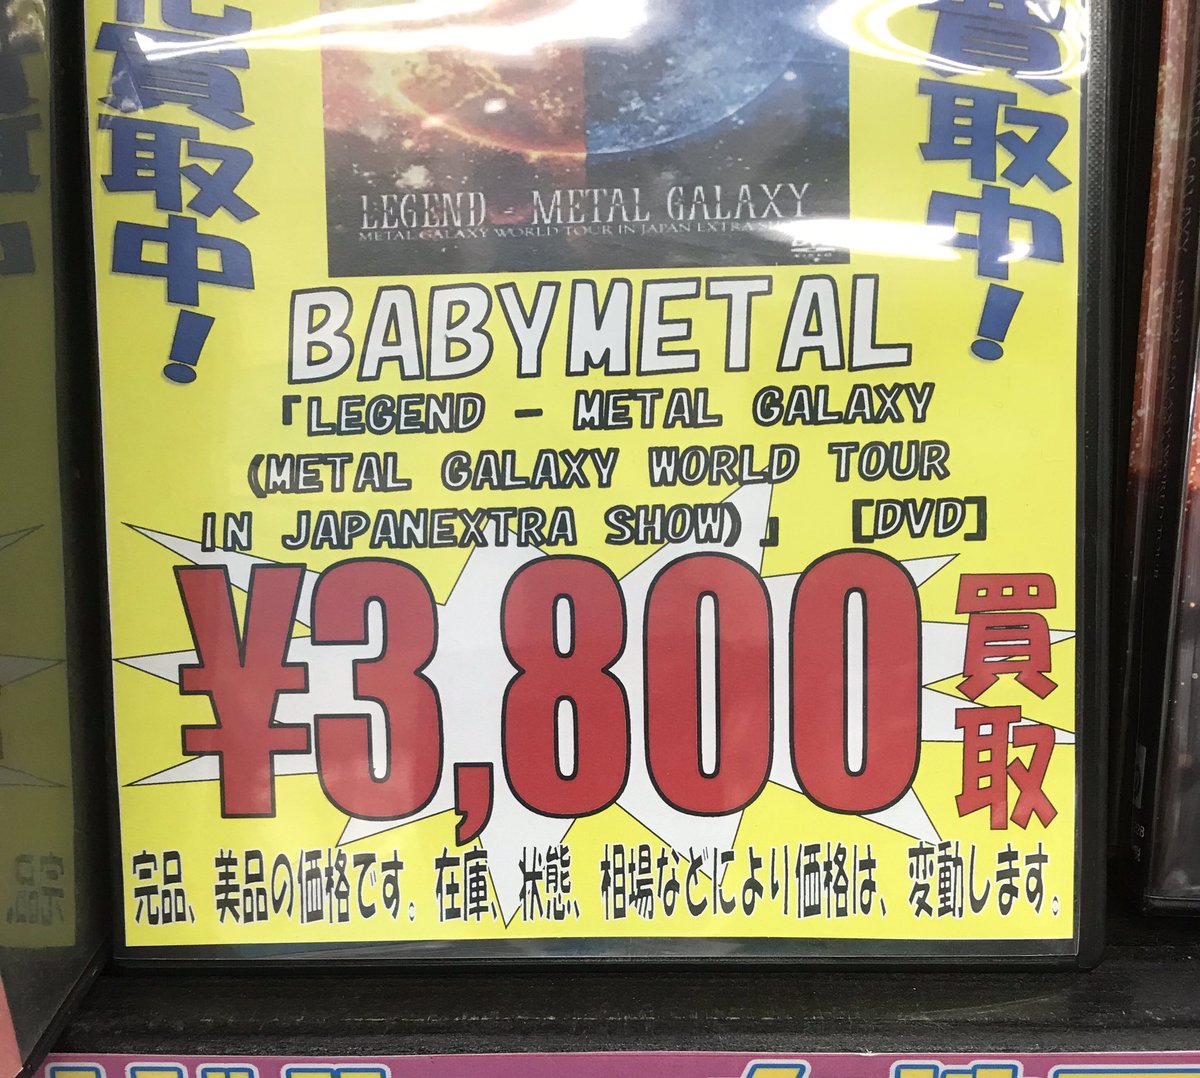 買取中!
買取中!
LEGEND - METAL GALAXY
METAL GALAXY WORLD TOUR IN JAPAN EXTRA SHOW
BABYMETAL
「LEGEND - METAL GALAXY
(METAL GALAXY WORLD TOUR
IN JAPANEXTRA SHOW)」 [DVD]
¥3,800
買取
完品、美品の価格です。在庫、状態、相場などにより価格は、変動します。